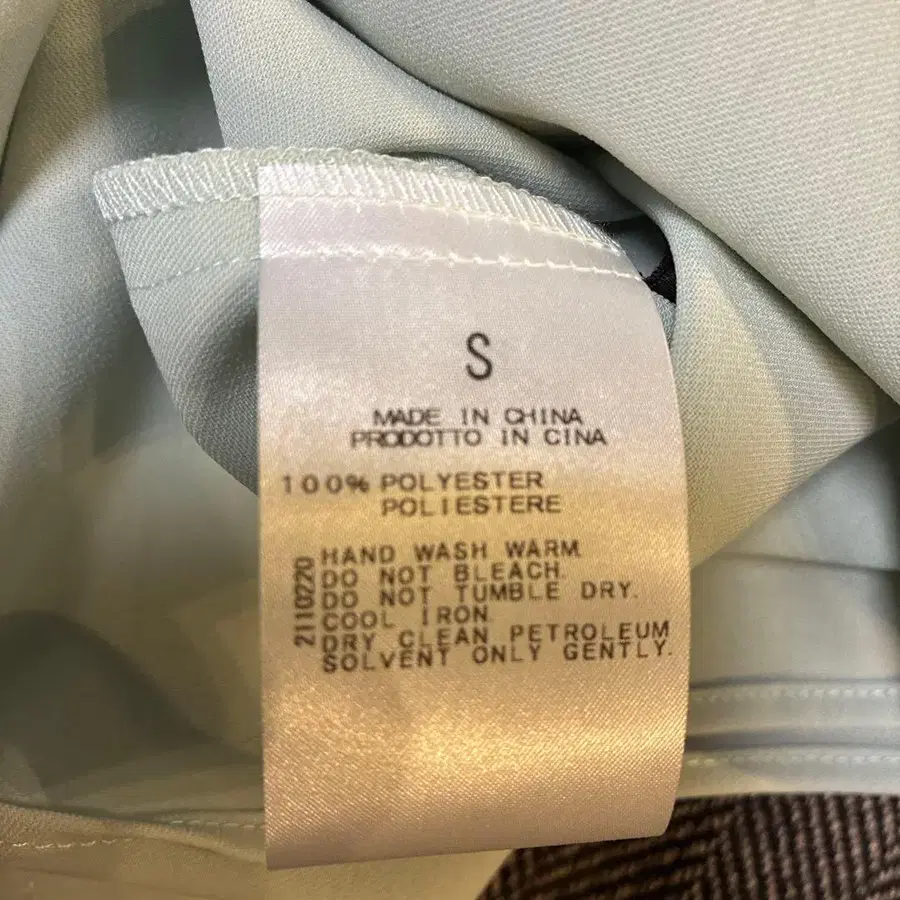 S
MADE IN CHINA
PRODOTTO IN CINA
100% POLYESTER
POLIESTERE
HAND WASH WARM
DO NOT BLEACH.
DO NOT TUMBLE DRY.
COOL IRON.
DRY CLEAN PETROLEUM
SOLVENT ONLY GENTLY.
2110220